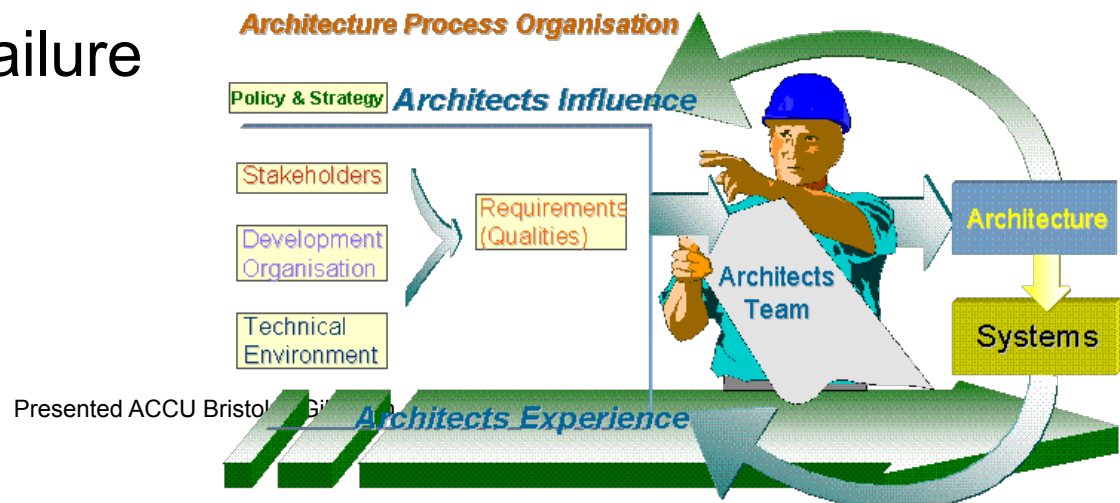 Architecture Process Organisation
ailure
Policy & Strategy
Architects Influence
Stakeholders
Development
Organisation
Technical
Environment
Requirements
(Qualities)
Architects
Team
Architecture
Systems
Presented ACCU Bristol
Architects Experience